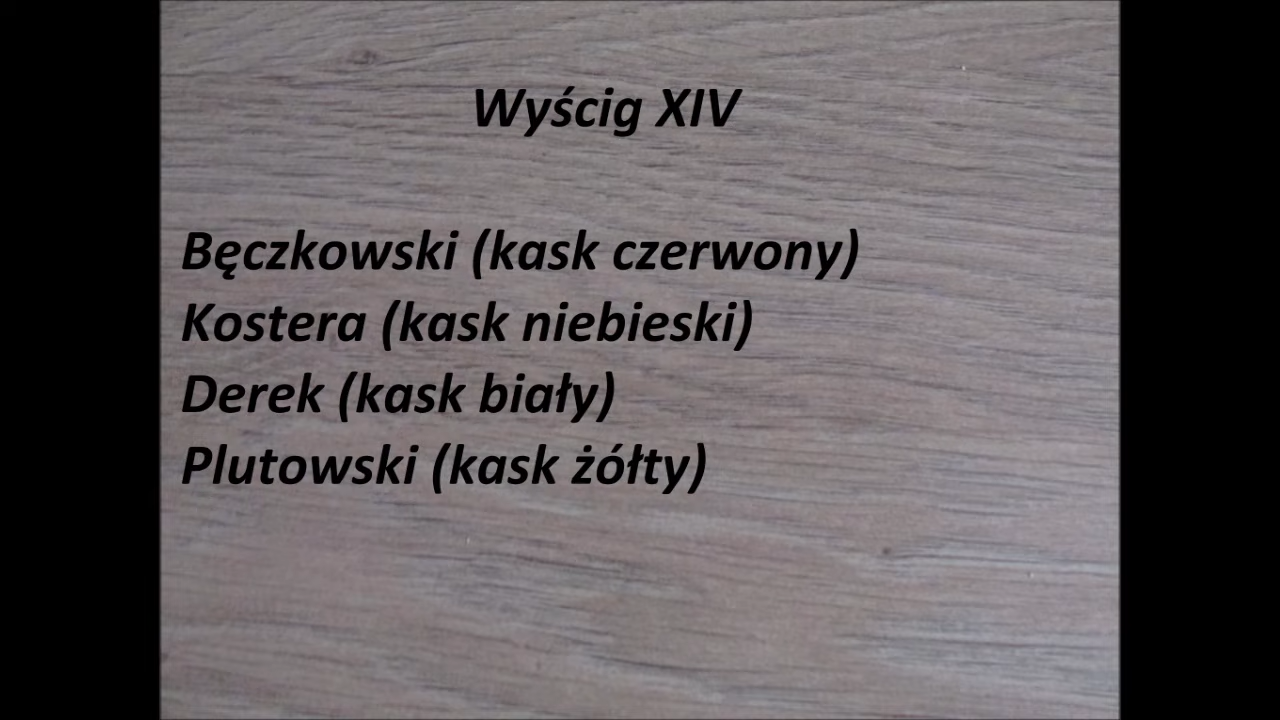 Wyścig XIV
Bęczkowski (kask czerwony)
Kostera (kask niebieski)
Derek (kask biały)
Plutowski (kask żółty)